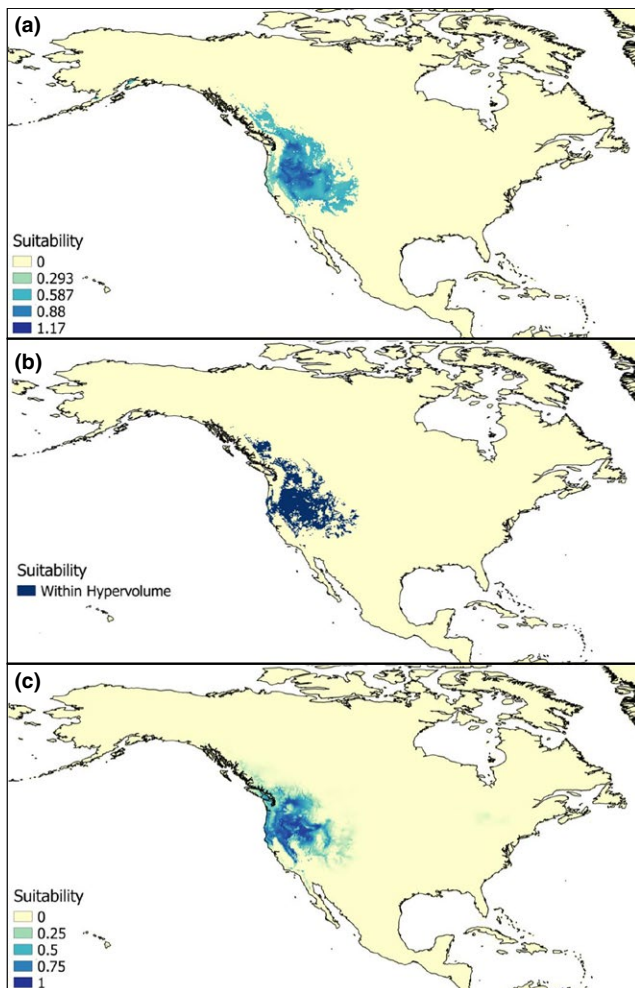 (a)
Suitability
0
0.293
0.587
0.88
1.17
(b)
Suitability
Within Hypervolume
(c)
Suitability
0
0.25
0.5
0.75
1